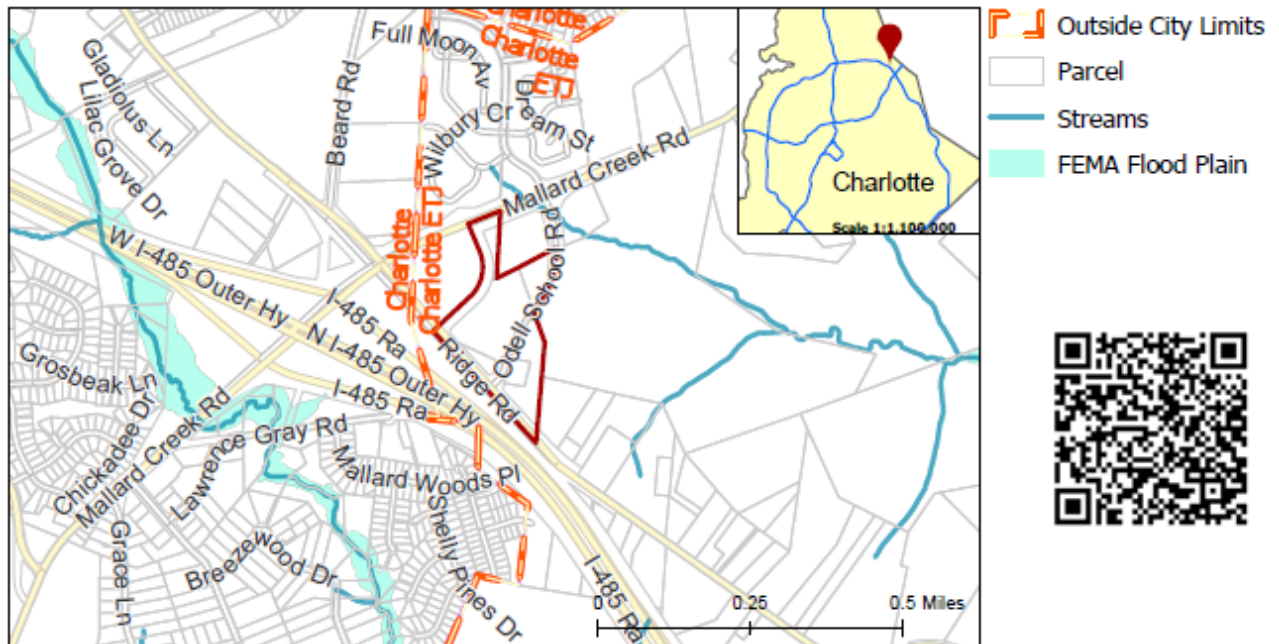 Charlotte
Charlotte
ETJ
Full Moon Av
Dream St
Wilbury Cr
Beard Rd
Gladiolus Ln
Lilac Grove Dr
Mallard Creek Rd
Charlotte
Charlotte ETJ
Odell School Rd
W I-485 Outer Hy
I-485 Ra
N I-485 Outer Hy
Ridge Rd
I-485 Ra
Grosbeak Ln
Chickadee Dr
Mallard Creek Rd
Lawrence Gray Rd
Mallard Woods Pl
Shelly Pines Dr
Grace Ln
Breezewood Dr
I-485 Ra
0 0.25 0.5 Miles
Charlotte
Scale 1:1,100,000
Outside City Limits
Parcel
Streams
FEMA Flood Plain